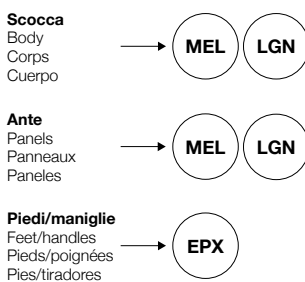 Scocca
Body
Corps
Cuerpo
MEL LGN
Ante
Panels
Panneaux
Paneles
MEL LGN
Piedi/maniglie
Feet/handles
Pieds/poignées
Pies/tiradores
EPX